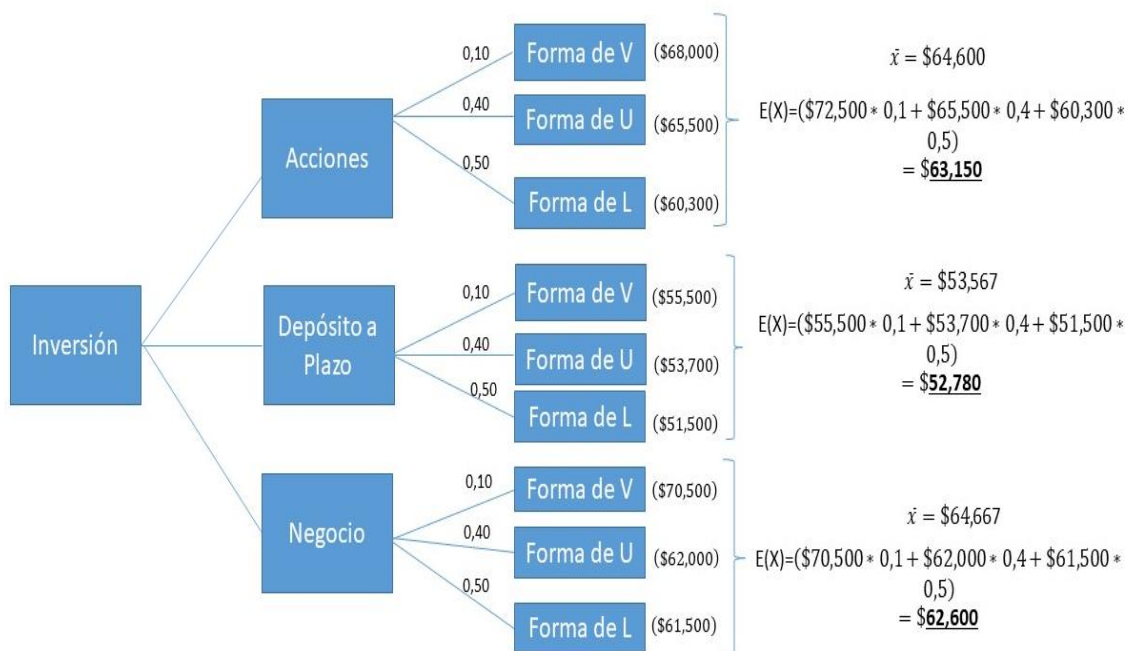 Inversión
Acciones
0,10
Forma de V
($68,000)
0,40
Forma de U
($65,500)
0,50
Forma de L
($60,300)
x̄ = $64,600
E(X)=($72,500 * 0,1 + $65,500 * 0,4 + $60,300 *
0,5)
= $63,150
Depósito a
Plazo
0,10
Forma de V
($55,500)
0,40
Forma de U
($53,700)
0,50
Forma de L
($51,500)
x̄ = $53,567
E(X)=($55,500 * 0,1 + $53,700 * 0,4 + $51,500 *
0,5)
= $52,780
Negocio
0,10
Forma de V
($70,500)
0,40
Forma de U
($62,000)
0,50
Forma de L
($61,500)
x̄ = $64,667
E(X)=($70,500 * 0,1 + $62,000 * 0,4 + $61,500 *
0,5)
= $62,600